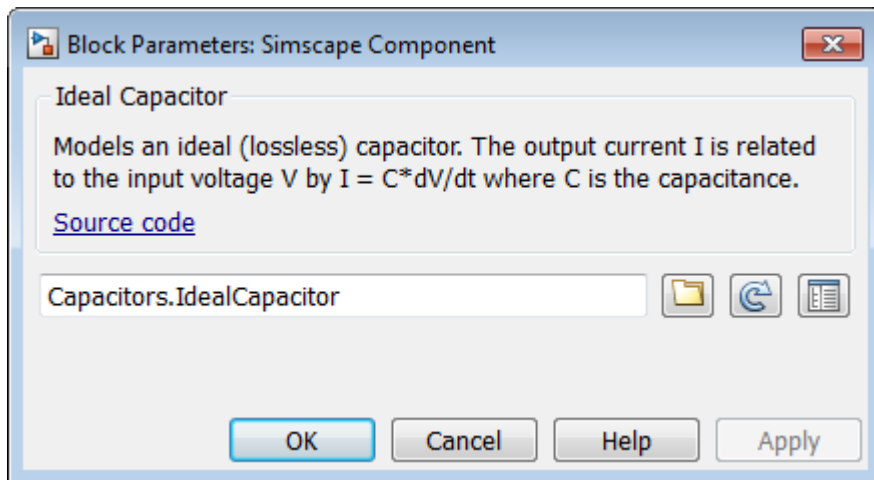 Block Parameters: Simscape Component
Ideal Capacitor
Models an ideal (lossless) capacitor. The output current I is related
to the input voltage V by I = C*dV/dt where C is the capacitance.
Source code
Capacitors.IdealCapacitor
OK Cancel Help Apply